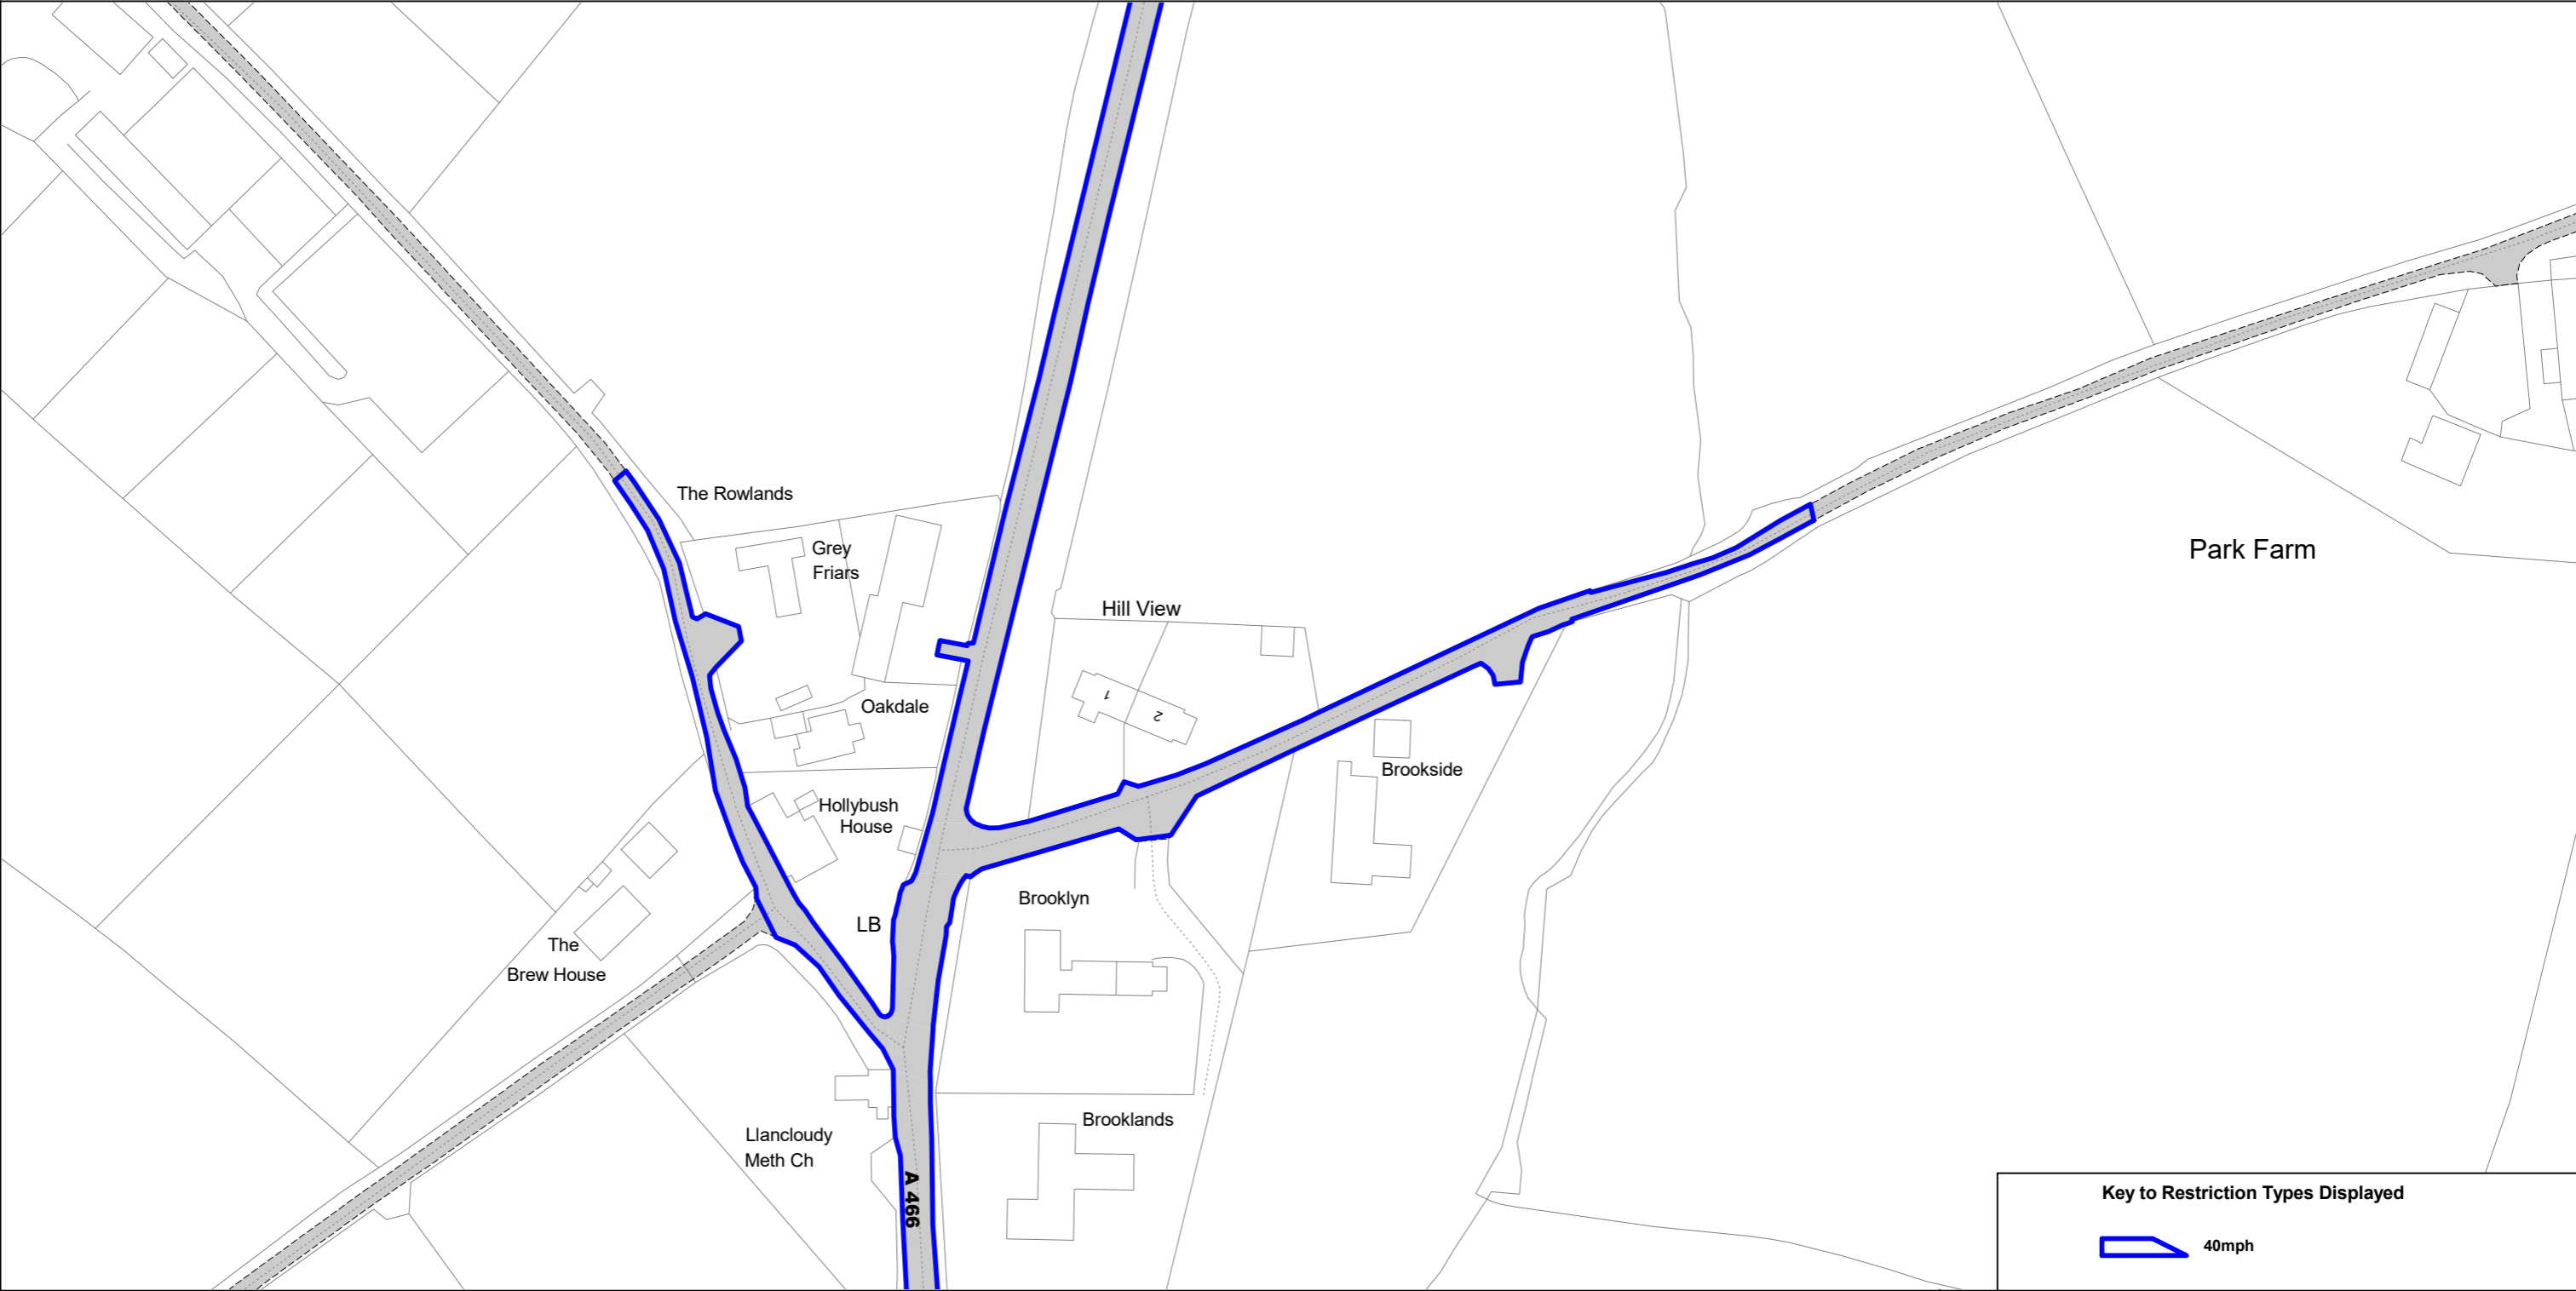 The Rowlands
Grey
Friars
Park Farm
Hill View
1
2
Oakdale
Brookside
Hollybush
House
Brooklyn
LB
The
Brew House
Brooklands
Llancloudy
Meth Ch
A 466
Key to Restriction Types Displayed
40mph